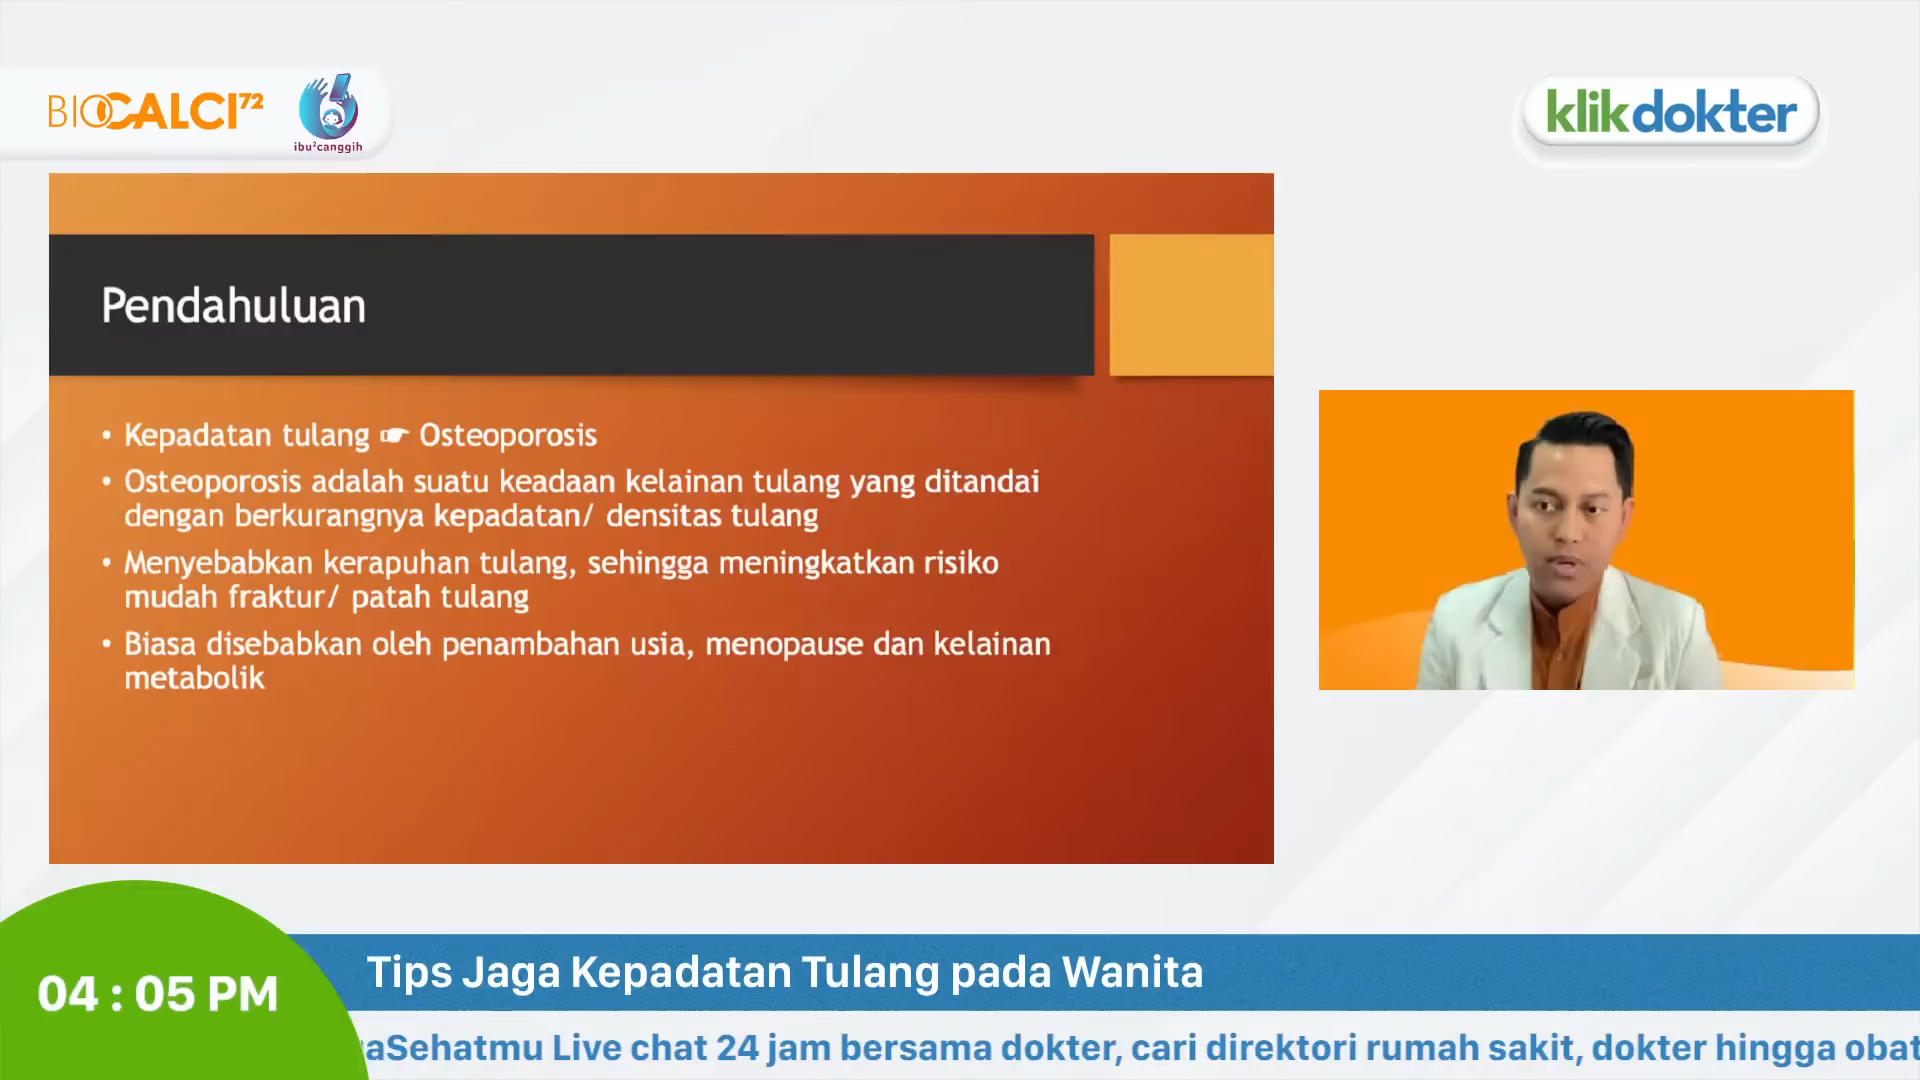 BIOCALCI72
ibu²canggih
klikdokter
Pendahuluan
• Kepadatan tulang ☛ Osteoporosis
• Osteoporosis adalah suatu keadaan kelainan tulang yang ditandai
dengan berkurangnya kepadatan/ densitas tulang
• Menyebabkan kerapuhan tulang, sehingga meningkatkan risiko
mudah fraktur/ patah tulang
• Biasa disebabkan oleh penambahan usia, menopause dan kelainan
metabolik
Tips Jaga Kepadatan Tulang pada Wanita
04 : 05 PM
aSehatmu Live chat 24 jam bersama dokter, cari direktori rumah sakit, dokter hingga obat